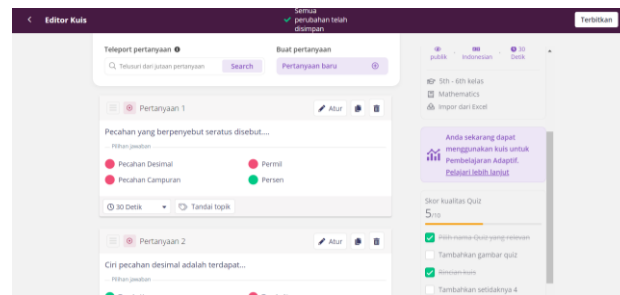 Editor Kuis
Semua
perubahan telah
disimpan
Terbitkan
Teleport pertanyaan
Telusuri dari jutaan pertanyaan
Search
Buat pertanyaan
Pertanyaan baru
Pertanyaan 1
Atur
Pecahan yang berpenyebut seratus disebut....
Pilihan jawaban
Pecahan Desimal
Permil
Pecahan Campuran
Persen
30 Detik
Tandai topik
Pertanyaan 2
Atur
Ciri pecahan desimal adalah terdapat...
Pilihan jawaban
publik
Indonesian
30
Detik
5th - 6th kelas
Mathematics
Impor dari Excel
Anda sekarang dapat
menggunakan kuis untuk
Pembelajaran Adaptif.
Pelajari lebih lanjut
Skor kualitas Quiz
5/10
Pilih nama Quiz yang relevan
Tambahkan gambar quiz
Rincian kuis
Tambahkan setidaknya 4